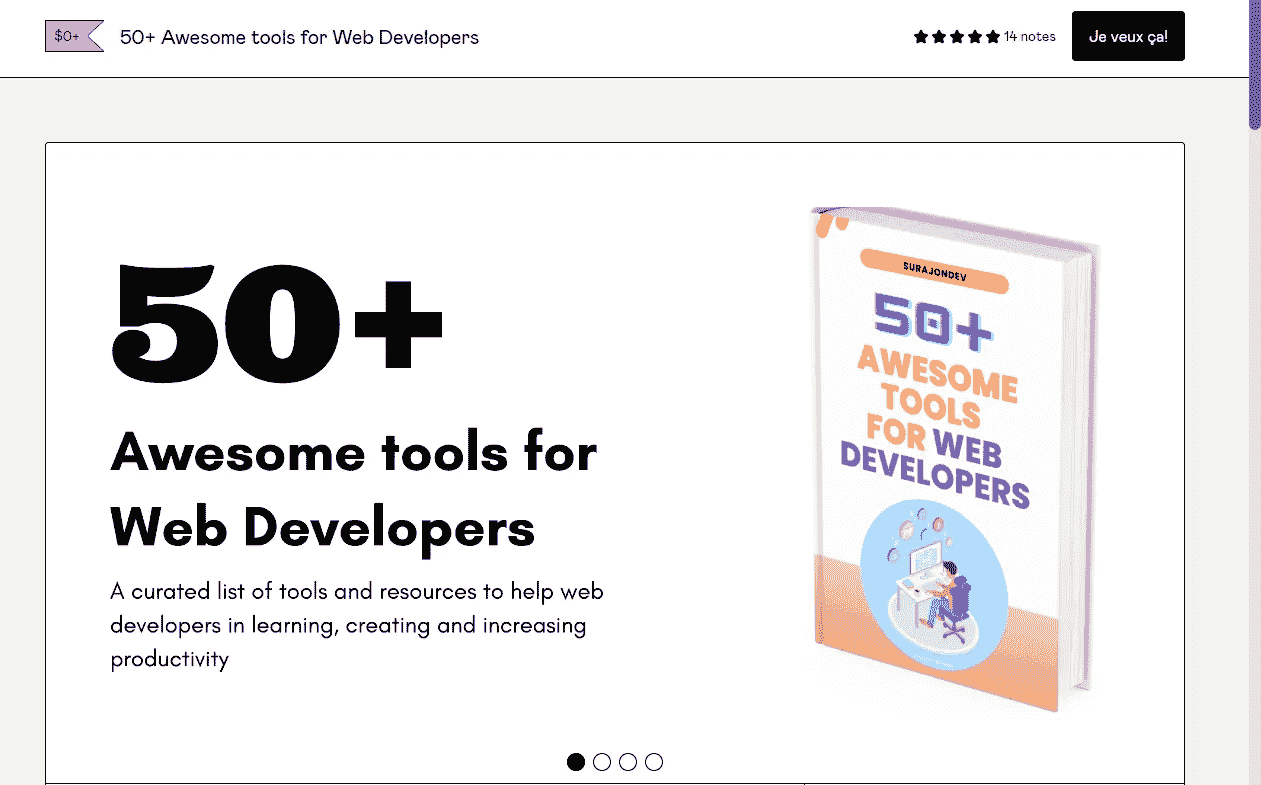 $0+
50+ Awesome tools for Web Developers
14 notes
Je veux ça!
50+
Awesome tools for
Web Developers
A curated list of tools and resources to help web
developers in learning, creating and increasing
productivity
SURAJONDEV
50+
AWESOME
TOOLS
FOR WEB
DEVELOPERS